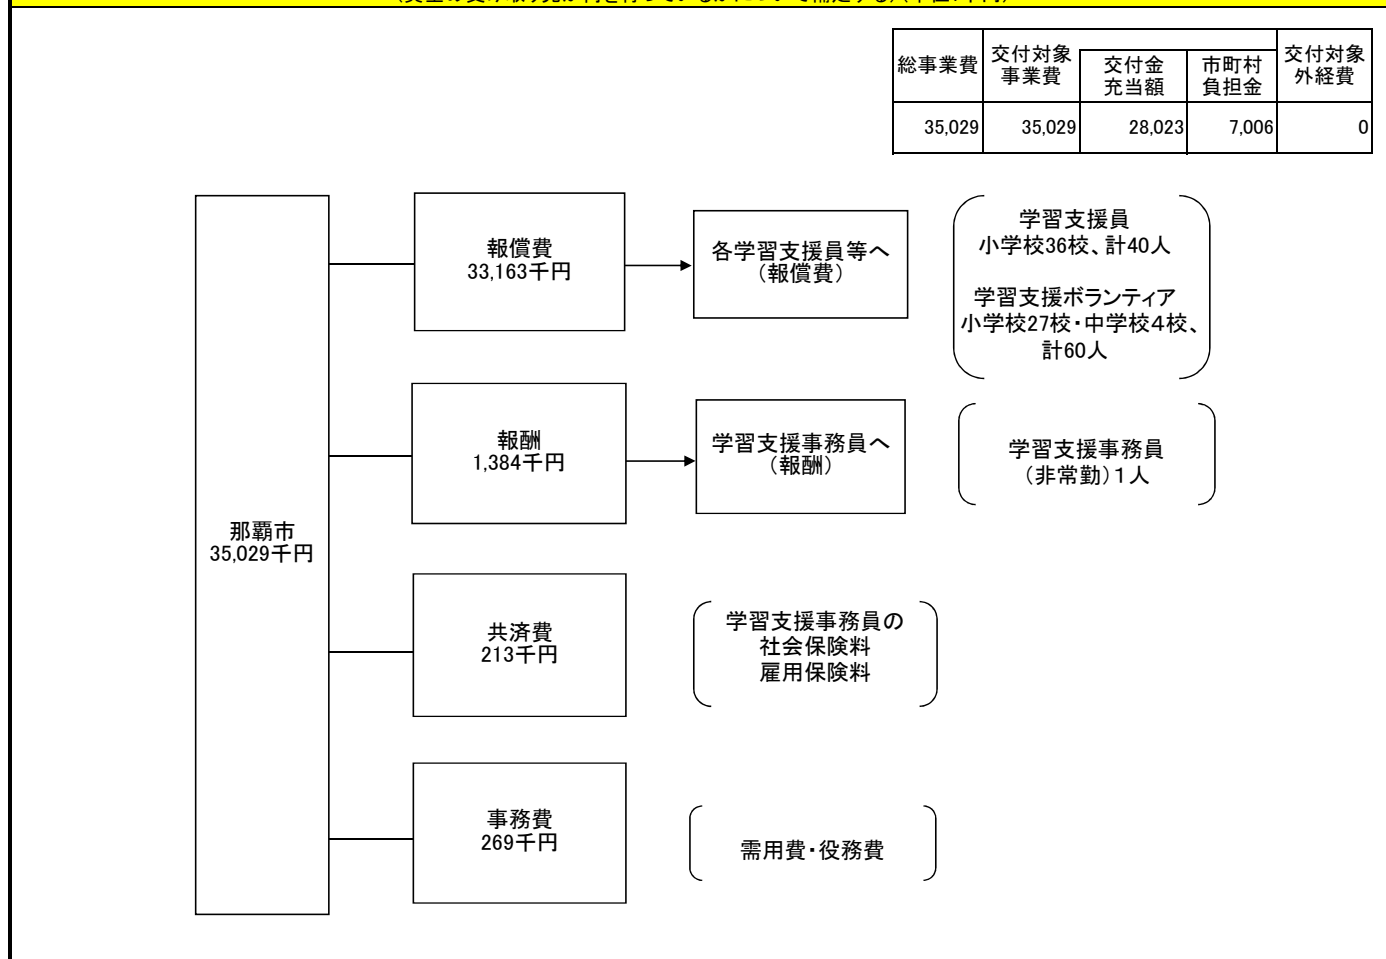 総事業費
交付対象
事業費
交付金
充当額
市町村
負担金
交付対象
外経費
35,029
35,029
28,023
7,006
0
那覇市
35,029千円
報償費
33,163千円
各学習支援員等へ
(報償費)
学習支援員
小学校36校、計40人
学習支援ボランティア
小学校27校・中学校4校、
計60人
報酬
1,384千円
学習支援事務員へ
(報酬)
学習支援事務員
(非常勤)1人
共済費
213千円
学習支援事務員の
社会保険料
雇用保険料
事務費
269千円
需用費・役務費